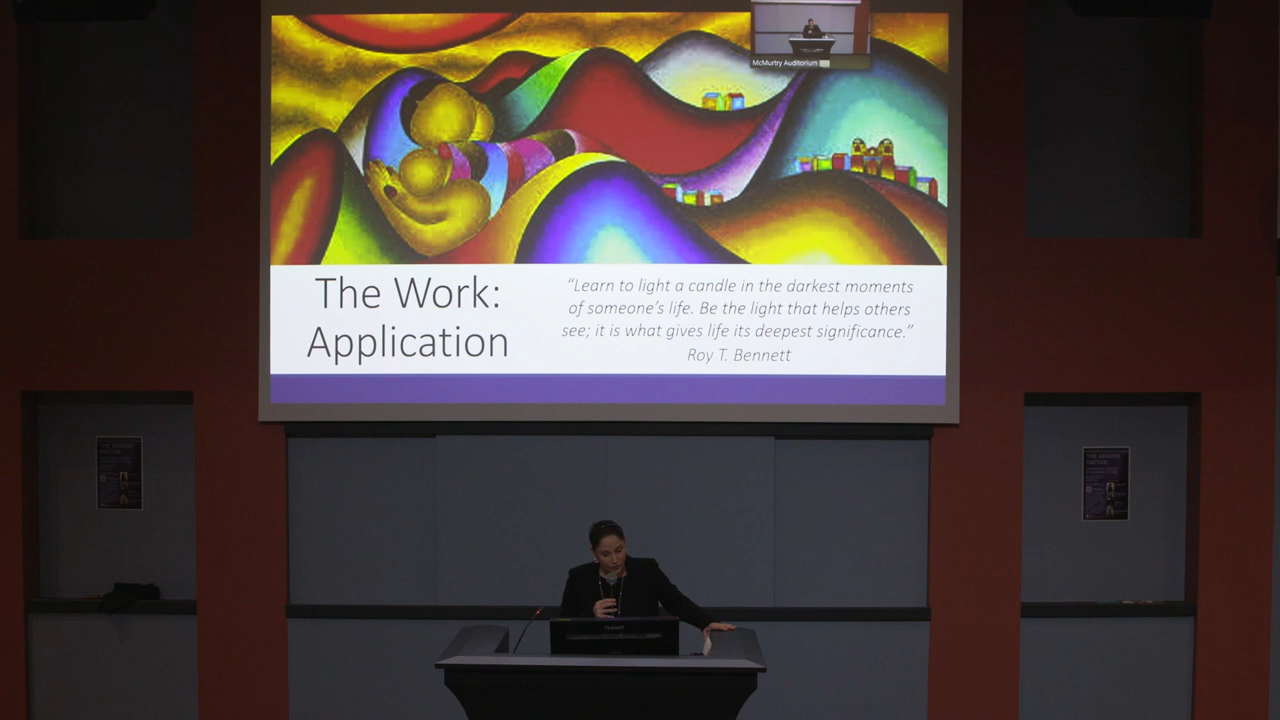 McMurtry Auditorium
The Work:
Application
“Learn to light a candle in the darkest moments
of someone’s life. Be the light that helps others
see; it is what gives life its deepest significance.”
Roy T. Bennett